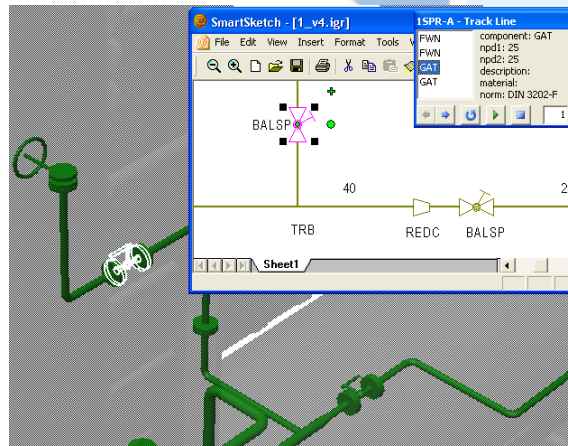 SmartSketch - [1_v4.igr]
File Edit View Insert Format Tools
BALSP
40
2
TRB
REDC
BALSP
Sheet1
1SPR-A - Track Line
FWN
FWN
GAT
GAT
component: GAT
npd1: 25
npd2: 25
description:
material:
norm: DIN 3202-F
1